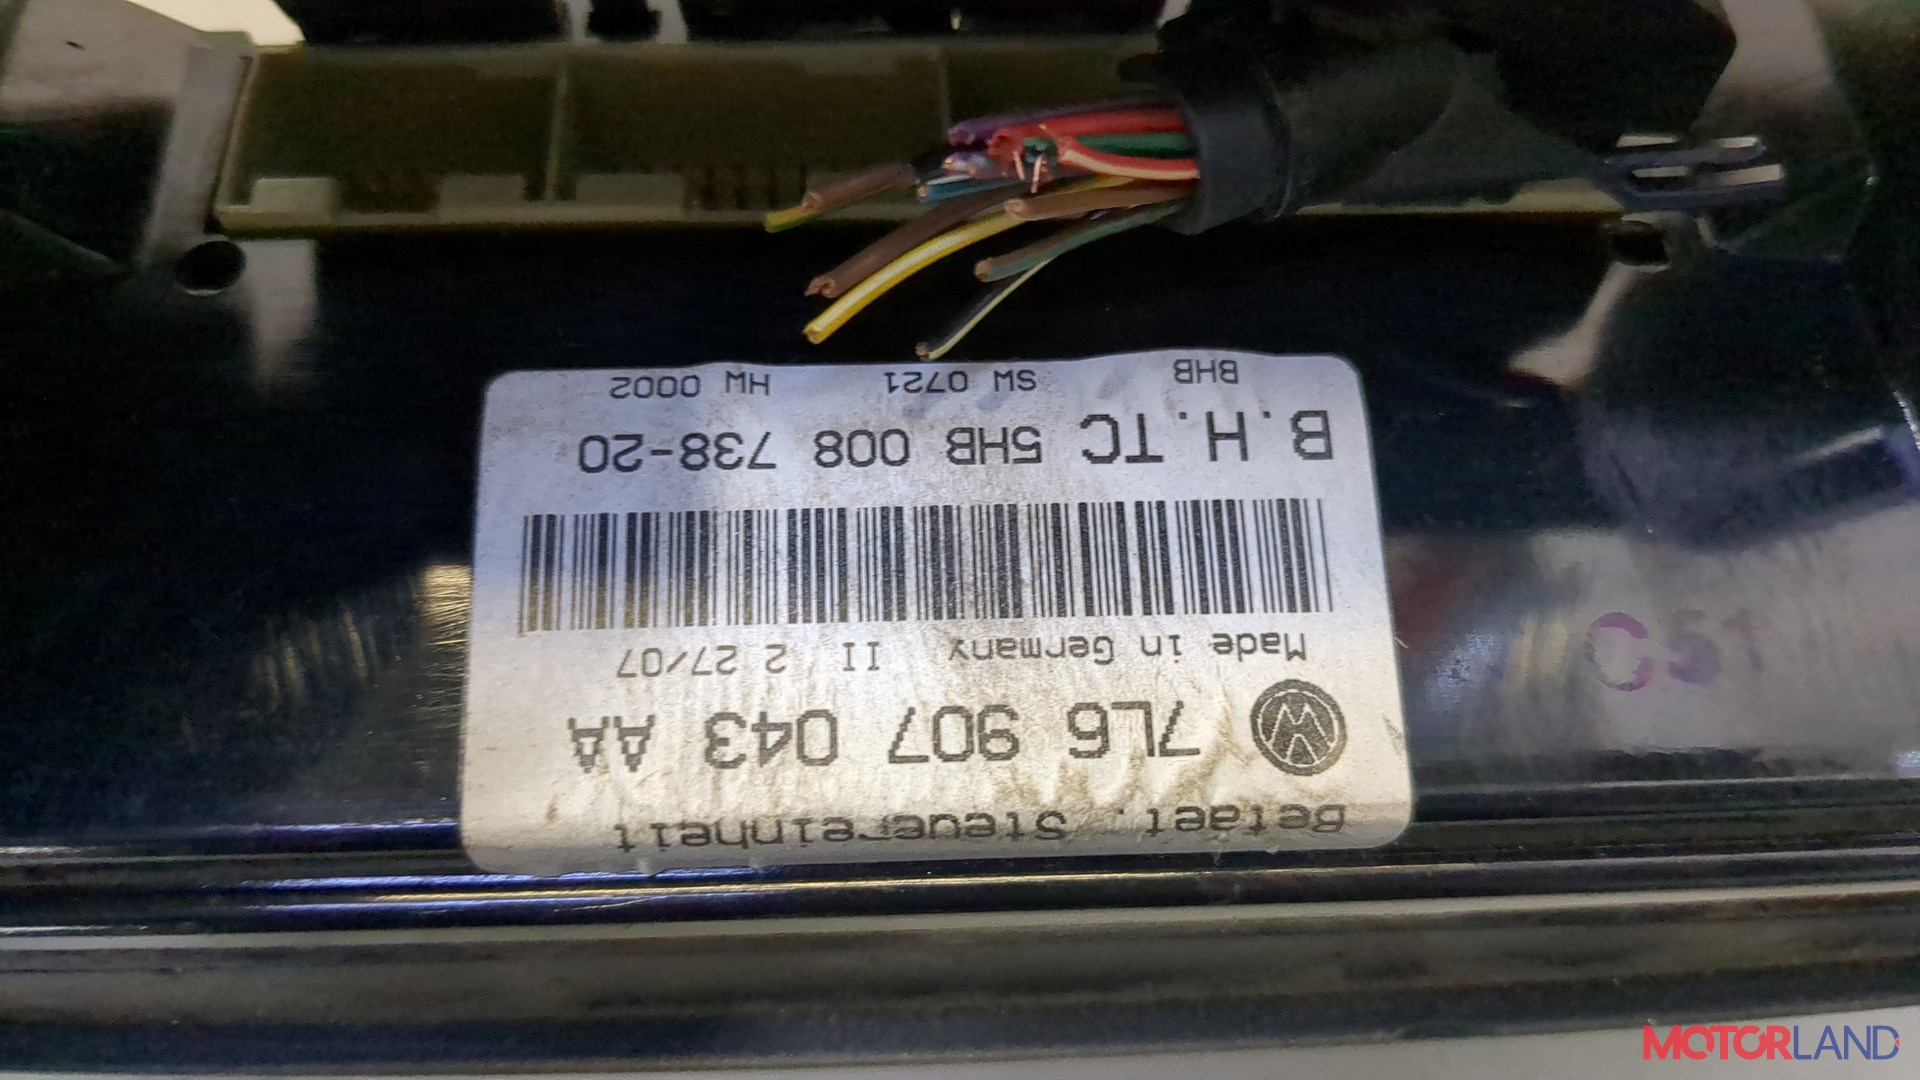 Betaet. Steuereinheit
7L6 907 043 AA
Made in Germany II 2 27/07
B.H.TC 5HB 008 738-20
BHB SW 0721 HW 0002
C51
MOTORLAND